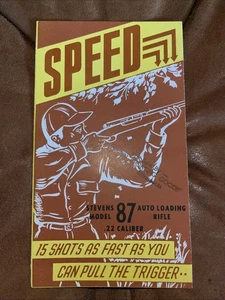 SPEED
STEVENS
MODEL
87
AUTO LOADING
RIFLE
.22 CALIBER
15 SHOTS AS FAST AS YOU
CAN PULL THE TRIGGER..